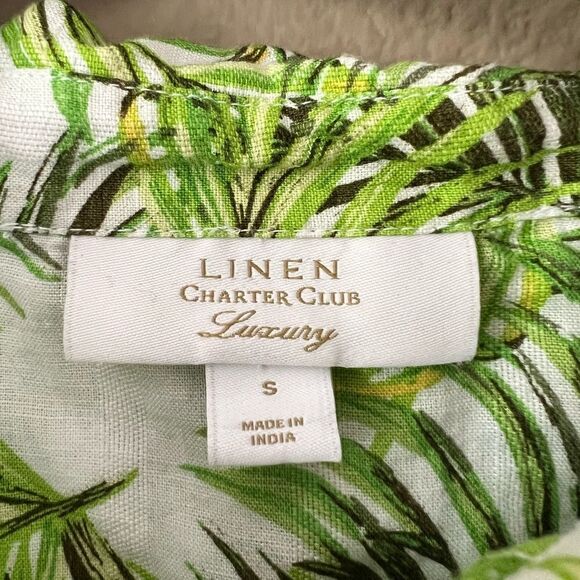 LINEN
CHARTER CLUB
Luxury
S
MADE IN
INDIA